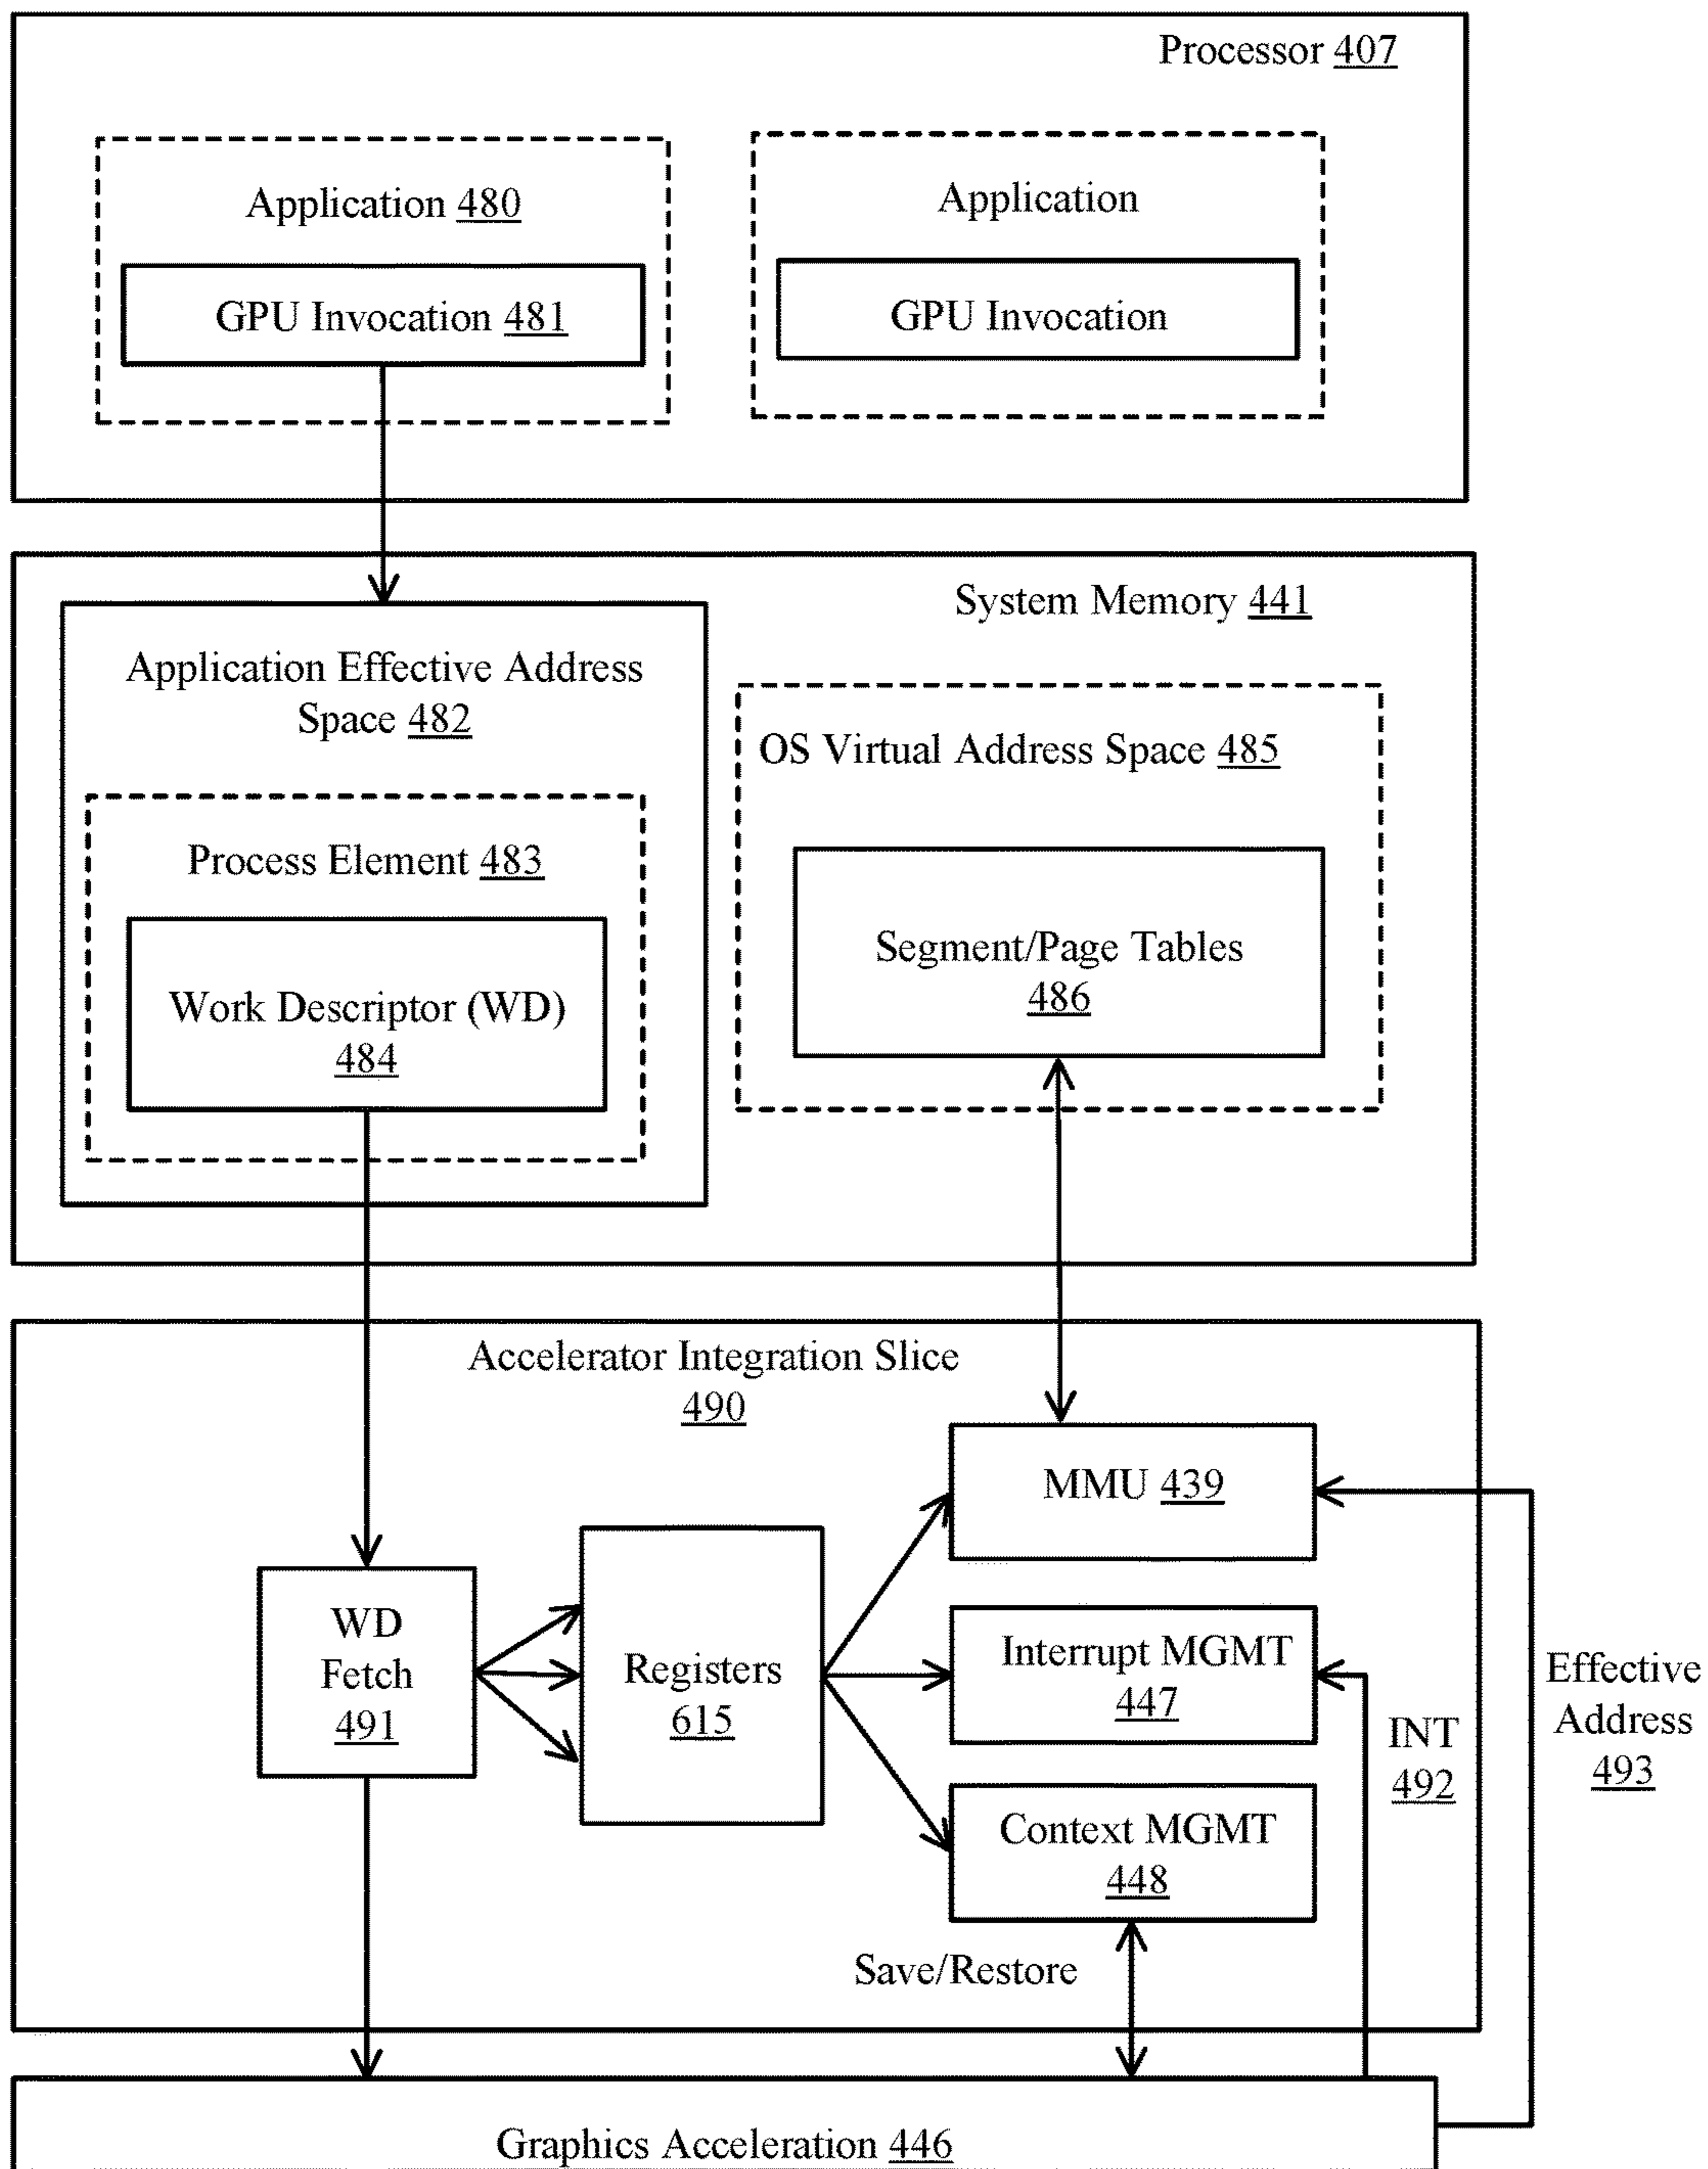 Processor 407
Application 480
GPU Invocation 481
Application
GPU Invocation
System Memory 441
Application Effective Address
Space 482
Process Element 483
Work Descriptor (WD)
484
OS Virtual Address Space 485
Segment/Page Tables
486
Accelerator Integration Slice
490
WD
Fetch
491
Registers
615
MMU 439
Interrupt MGMT
447
Context MGMT
448
INT
492
Effective
Address
493
Save/Restore
Graphics Acceleration 446